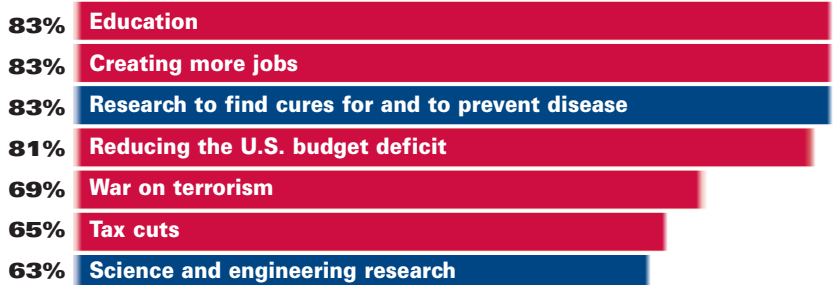 83% Education
83% Creating more jobs
83% Research to find cures for and to prevent disease
81% Reducing the U.S. budget deficit
69% War on terrorism
65% Tax cuts
63% Science and engineering research